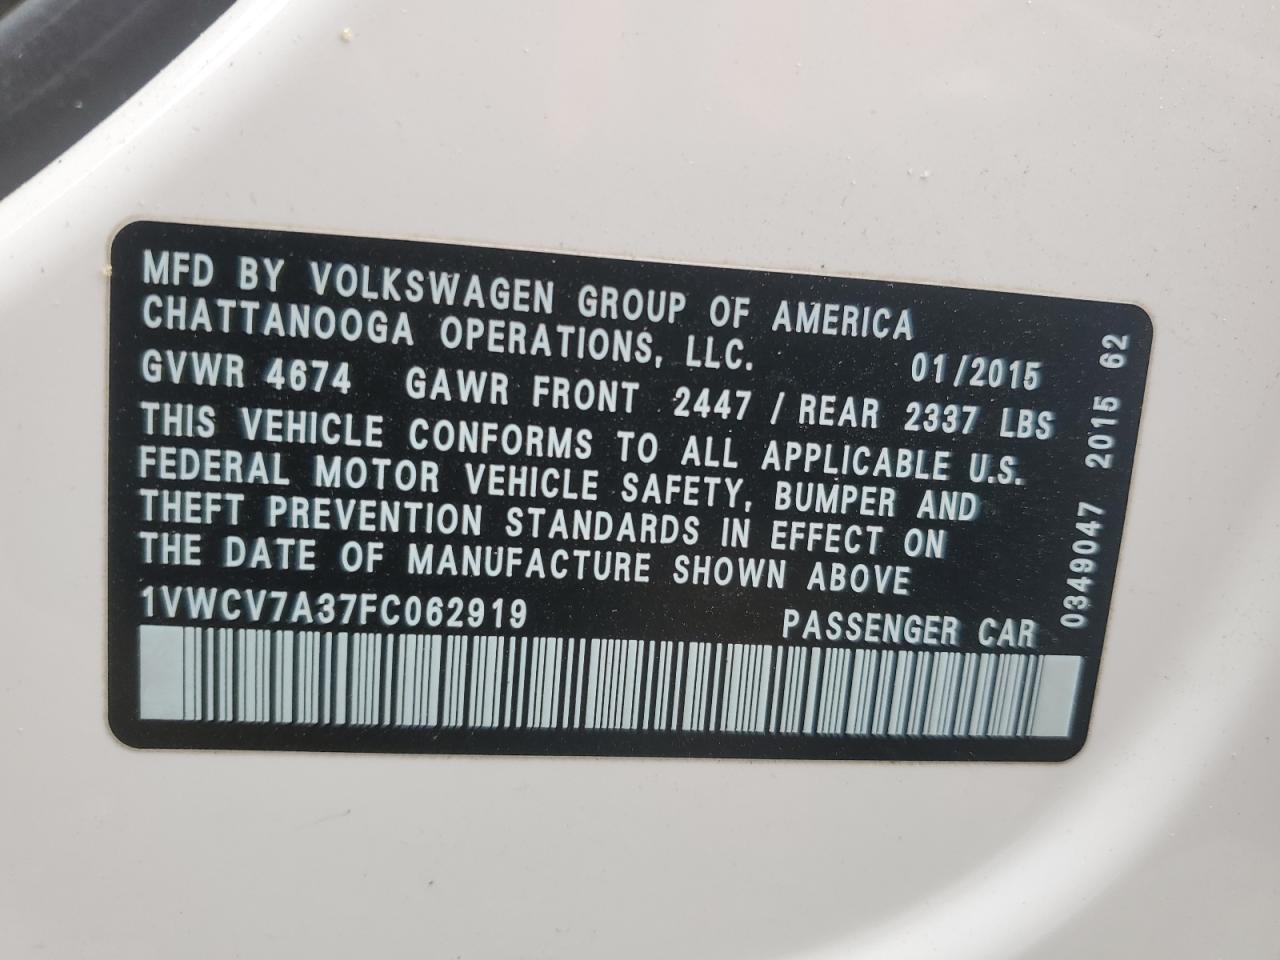 MFD BY VOLKSWAGEN GROUP OF AMERICA
CHATTANOOGA OPERATIONS, LLC. 01/2015
GVWR 4674 GAWR FRONT 2447 / REAR 2337 LBS
THIS VEHICLE CONFORMS TO ALL APPLICABLE U.S.
FEDERAL MOTOR VEHICLE SAFETY, BUMPER AND
THEFT PREVENTION STANDARDS IN EFFECT ON
THE DATE OF MANUFACTURE SHOWN ABOVE
1VWCV7A37FC062919 PASSENGER CAR
0349047 2015 62